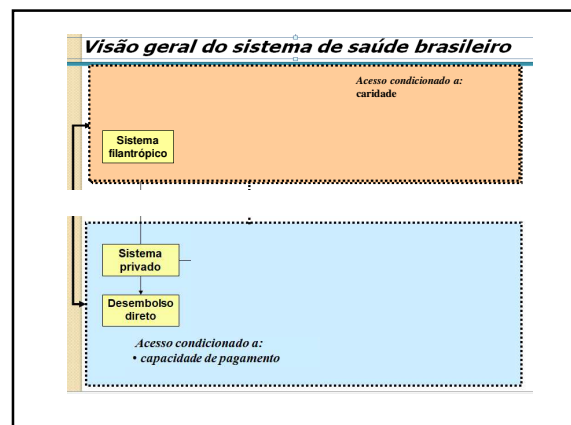 Visão geral do sistema de saúde brasileiro
Acesso condicionado a:
caridade
Sistema
filantrópico
Sistema
privado
Desembolso
direto
Acesso condicionado a:
• capacidade de pagamento